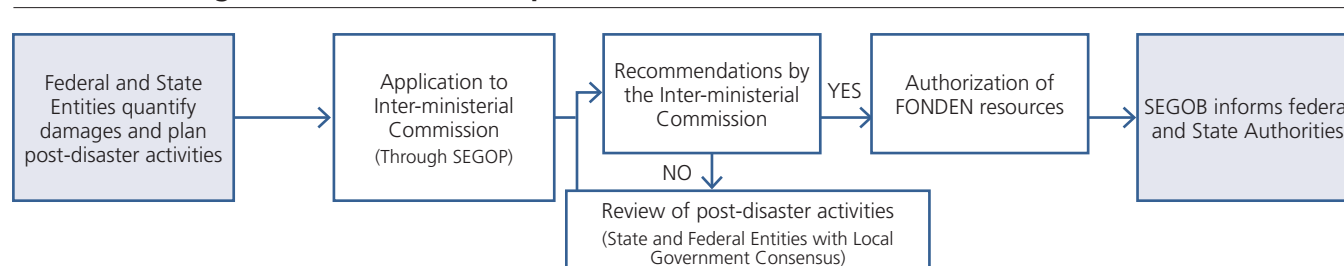 Federal and State
Entities quantify
damages and plan
post-disaster activities
Application to
Inter-ministerial
Commission
(Through SEGOP)
Recommendations by
the Inter-ministerial
Commission
YES
Authorization of
FONDEN resources
SEGOB informs federa
and State Authorities
NO
Review of post-disaster activities
(State and Federal Entities with Local
Government Consensus)